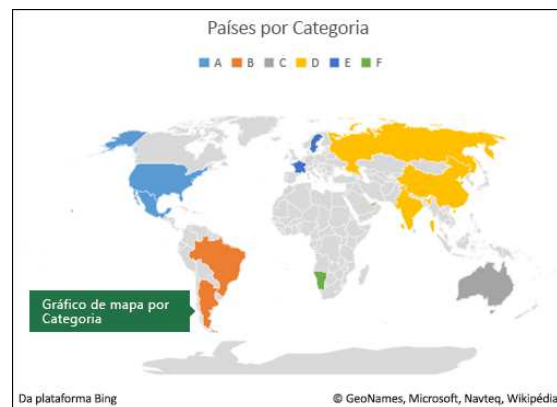 Países por Categoria
A B C D E F
Gráfico de mapa por
Categoria
Da plataforma Bing
© GeoNames, Microsoft, Navteq, Wikipédia